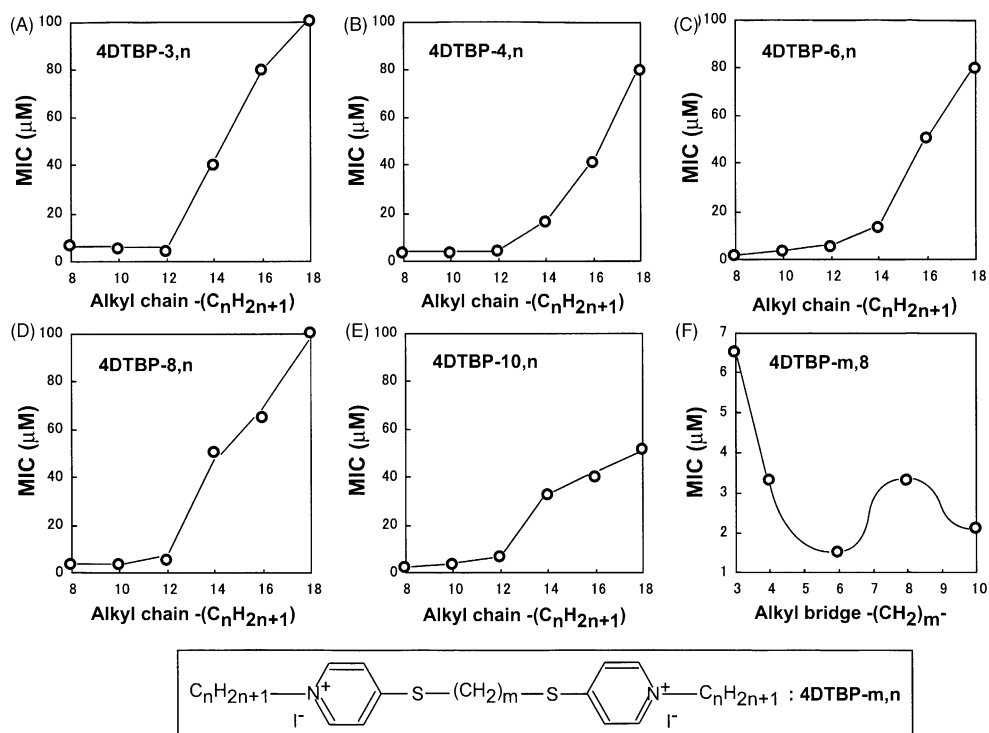 (A)
4DTBP-3,n
MIC (μM)
100
80
60
40
20
0
8 10 12 14 16 18
Alkyl chain -(CnH2n+1)
(B)
4DTBP-4,n
MIC (μM)
100
80
60
40
20
0
8 10 12 14 16 18
Alkyl chain -(CnH2n+1)
(C)
4DTBP-6,n
MIC (μM)
100
80
60
40
20
0
8 10 12 14 16 18
Alkyl chain -(CnH2n+1)
(D)
4DTBP-8,n
MIC (μM)
100
80
60
40
20
0
8 10 12 14 16 18
Alkyl chain -(CnH2n+1)
(E)
4DTBP-10,n
MIC (μM)
100
80
60
40
20
0
8 10 12 14 16 18
Alkyl chain -(CnH2n+1)
(F)
4DTBP-m,8
MIC (μM)
7
6
5
4
3
2
1
3 4 5 6 7 8 9 10
Alkyl bridge -(CH2)m-
CnH2n+1 N+ S (CH2)m S N+ CnH2n+1 : 4DTBP-m,n
I- I-